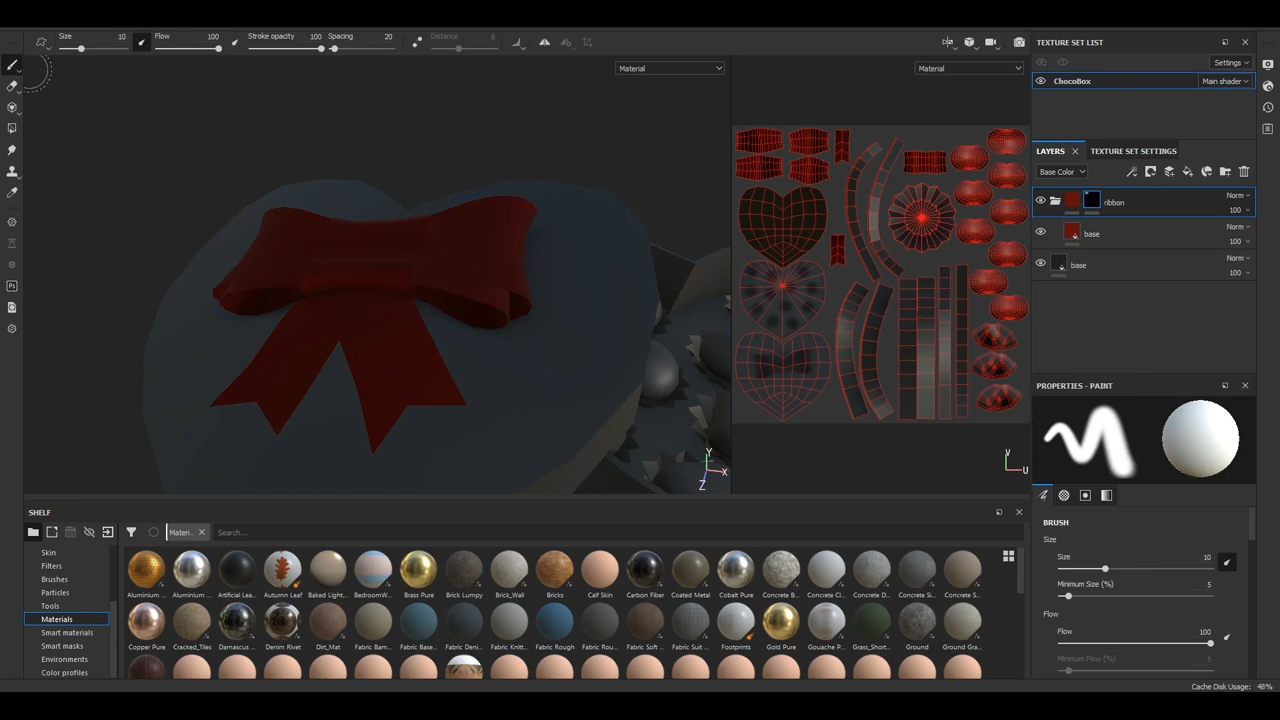 Size 10
Flow 100
Stroke opacity 100
Spacing 20
Distance 8
Material
Material
Y
X
Z
V
U
TEXTURE SET LIST
Settings
ChocoBox
Main shader
LAYERS
TEXTURE SET SETTINGS
Base Color
ribbon
Norm
100
base
Norm
100
base
Norm
100
PROPERTIES - PAINT
BRUSH
Size
Size 10
Minimum Size (%) 5
Flow
Flow 100
Minimum Flow (%) 5
SHELF
Materi...
Search...
Skin
Filters
Brushes
Particles
Tools
Materials
Smart materials
Smart masks
Environments
Color profiles
Ps
Aluminium ... Aluminium ... Artificial Lea... Autumn Leaf Baked Light... BedroomW... Brass Pure Brick Lumpy Brick_Wall Bricks Calf Skin Carbon Fiber Coated Metal Cobalt Pure Concrete B... Concrete Cl... Concrete D... Concrete Si... Concrete S...
Copper Pure Cracked_Tiles Damascus ... Denim Rivet Dirt_Mat Fabric Bam... Fabric Base... Fabric Deni... Fabric Knitt... Fabric Rough Fabric Rou... Fabric Soft ... Fabric Suit ... Footprints Gold Pure Gouache P... Grass_Short... Ground Ground Gra...
Cache Disk Usage: 48%